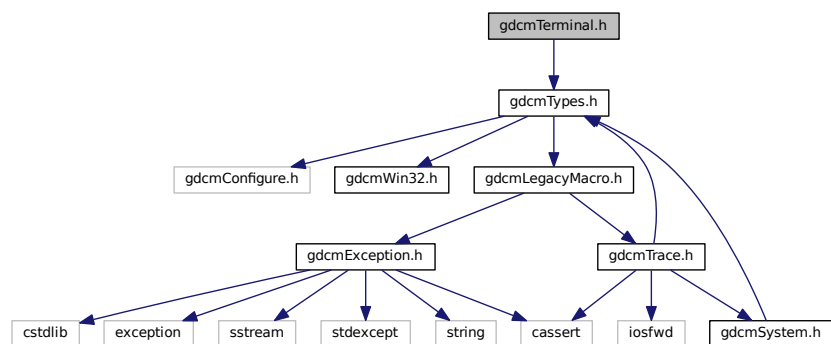 gdcmTerminal.h
gdcmTypes.h
gdcmConfigure.h
gdcmWin32.h
gdcmLegacyMacro.h
gdcmException.h
gdcmTrace.h
cstdlib
exception
sstream
stdexcept
string
cassert
iosfwd
gdcmSystem.h